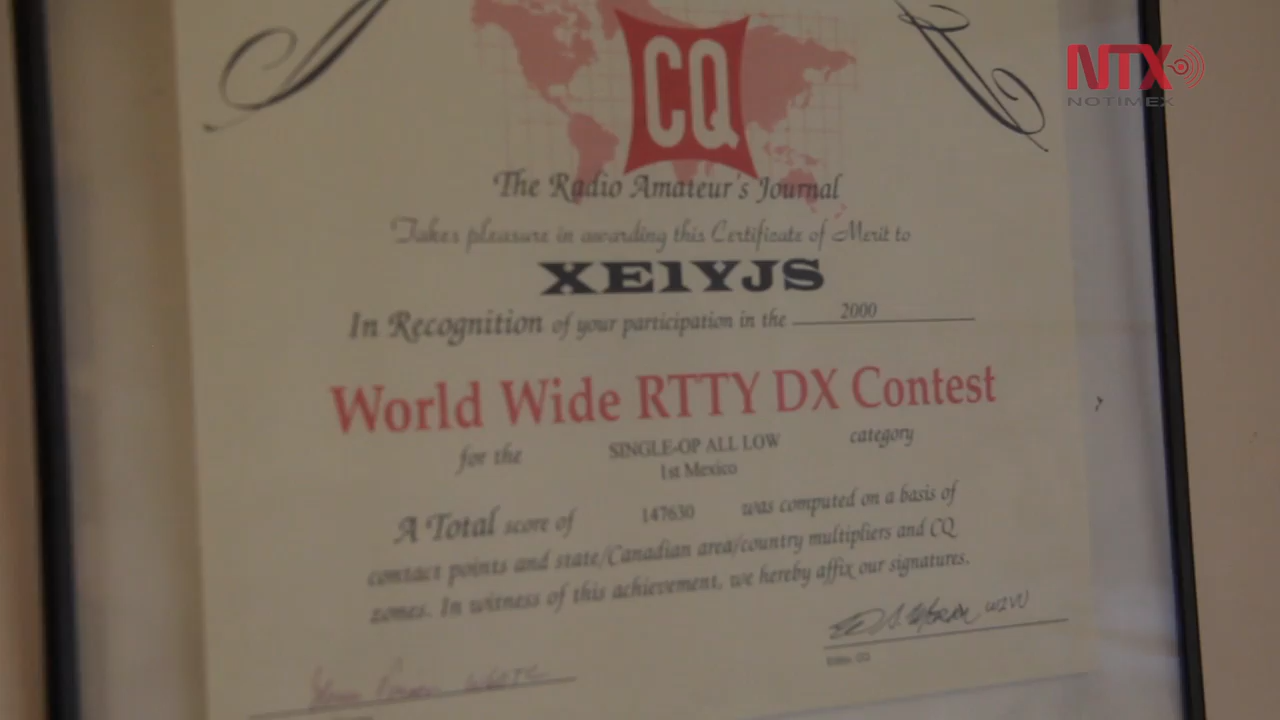 CQ
NTX
NOTIMEX
The Radio Amateur's Journal
Takes pleasure in awarding this Certificate of Merit to
XE1YJS
In Recognition of your participation in the 2000
World Wide RTTY DX Contest
for the SINGLE-OP ALL LOW category
1st Mexico
A Total score of 147630 was computed on a basis of
contact points and state/Canadian area/country multipliers and CQ
zones. In witness of this achievement, we hereby affix our signatures.